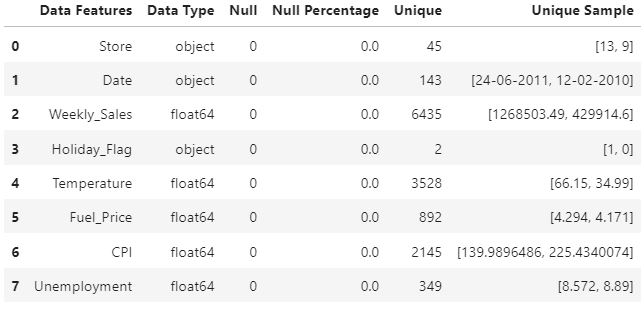 Data Features Data Type Null Null Percentage Unique Unique Sample
0 Store object 0 0.0 45 [13, 9]
1 Date object 0 0.0 143 [24-06-2011, 12-02-2010]
2 Weekly_Sales float64 0 0.0 6435 [1268503.49, 429914.6]
3 Holiday_Flag object 0 0.0 2 [1, 0]
4 Temperature float64 0 0.0 3528 [66.15, 34.99]
5 Fuel_Price float64 0 0.0 892 [4.294, 4.171]
6 CPI float64 0 0.0 2145 [139.9896486, 225.4340074]
7 Unemployment float64 0 0.0 349 [8.572, 8.89]